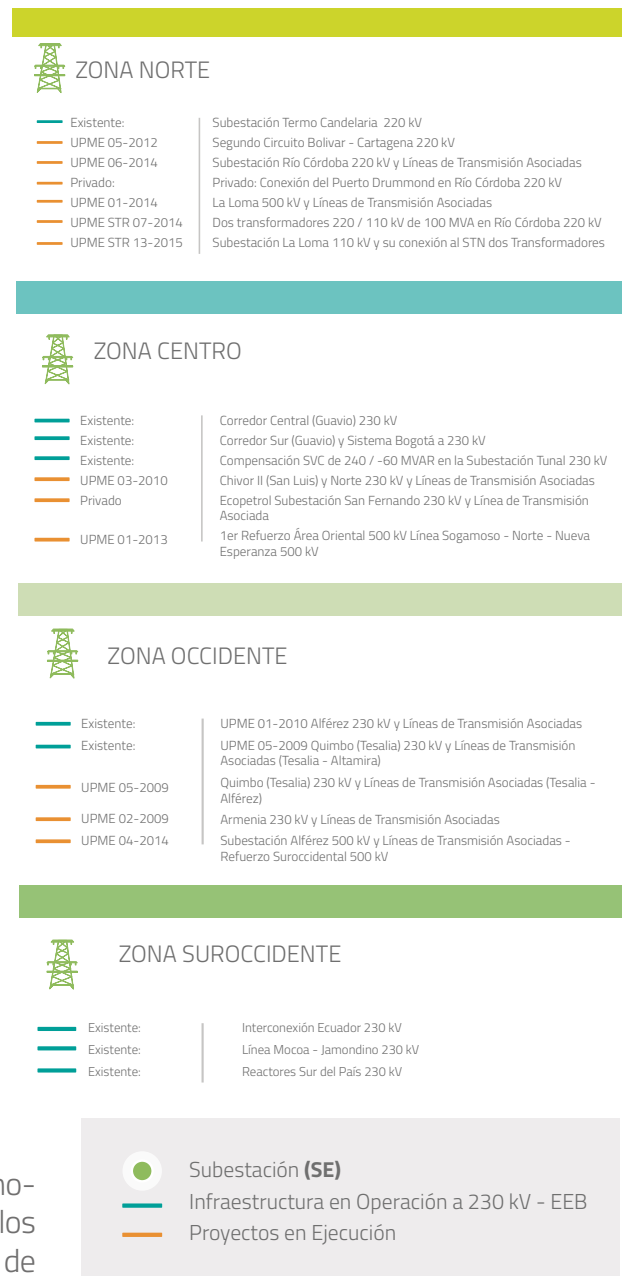 ZONA NORTE
Existente: Subestación Termo Candelaria 220 kV
UPME 05-2012 Segundo Circuito Bolivar - Cartagena 220 kV
UPME 06-2014 Subestación Río Córdoba 220 kV y Líneas de Transmisión Asociadas
Privado: Privado: Conexión del Puerto Drummond en Río Córdoba 220 kV
UPME 01-2014 La Loma 500 kV y Líneas de Transmisión Asociadas
UPME STR 07-2014 Dos transformadores 220 / 110 kV de 100 MVA en Río Córdoba 220 kV
UPME STR 13-2015 Subestación La Loma 110 kV y su conexión al STN dos Transformadores
ZONA CENTRO
Existente: Corredor Central (Guavio) 230 kV
Existente: Corredor Sur (Guavio) y Sistema Bogotá a 230 kV
Existente: Compensación SVC de 240 / -60 MVAR en la Subestación Tunal 230 kV
UPME 03-2010 Chivor II (San Luis) y Norte 230 kV y Líneas de Transmisión Asociadas
Privado Ecopetrol Subestación San Fernando 230 kV y Línea de Transmisión
Asociada
UPME 01-2013 1er Refuerzo Área Oriental 500 kV Línea Sogamoso - Norte - Nueva
Esperanza 500 kV
ZONA OCCIDENTE
Existente: UPME 01-2010 Alférez 230 kV y Líneas de Transmisión Asociadas
Existente: UPME 05-2009 Quimbo (Tesalia) 230 kV y Líneas de Transmisión
Asociadas (Tesalia - Altamira)
UPME 05-2009 Quimbo (Tesalia) 230 kV y Líneas de Transmisión Asociadas (Tesalia -
Alférez)
UPME 02-2009 Armenia 230 kV y Líneas de Transmisión Asociadas
UPME 04-2014 Subestación Alférez 500 kV y Líneas de Transmisión Asociadas -
Refuerzo Suroccidental 500 kV
ZONA SUROCCIDENTE
Existente: Interconexión Ecuador 230 kV
Existente: Línea Mocoa - Jamondino 230 kV
Existente: Reactores Sur del País 230 kV
Subestación (SE)
Infraestructura en Operación a 230 kV - EEB
Proyectos en Ejecución
los
de